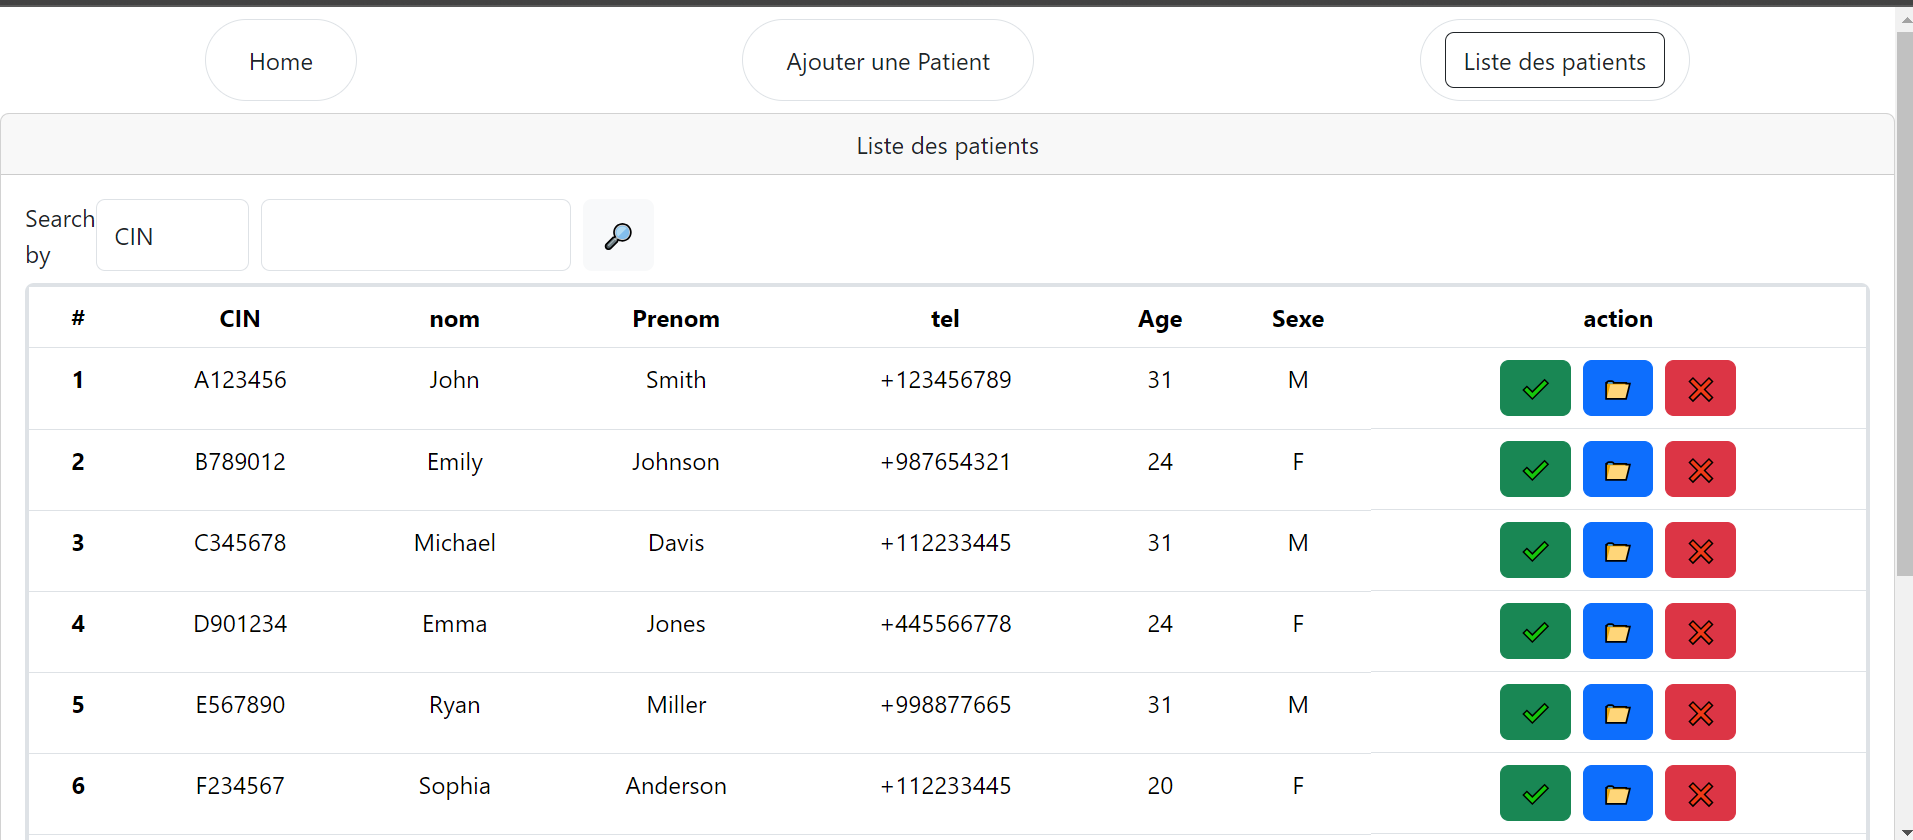 Home Ajouter une Patient Liste des patients
Liste des patients
Search by CIN
# CIN nom Prenom tel Age Sexe action
1 A123456 John Smith +123456789 31 M
2 B789012 Emily Johnson +987654321 24 F
3 C345678 Michael Davis +112233445 31 M
4 D901234 Emma Jones +445566778 24 F
5 E567890 Ryan Miller +998877665 31 M
6 F234567 Sophia Anderson +112233445 20 F